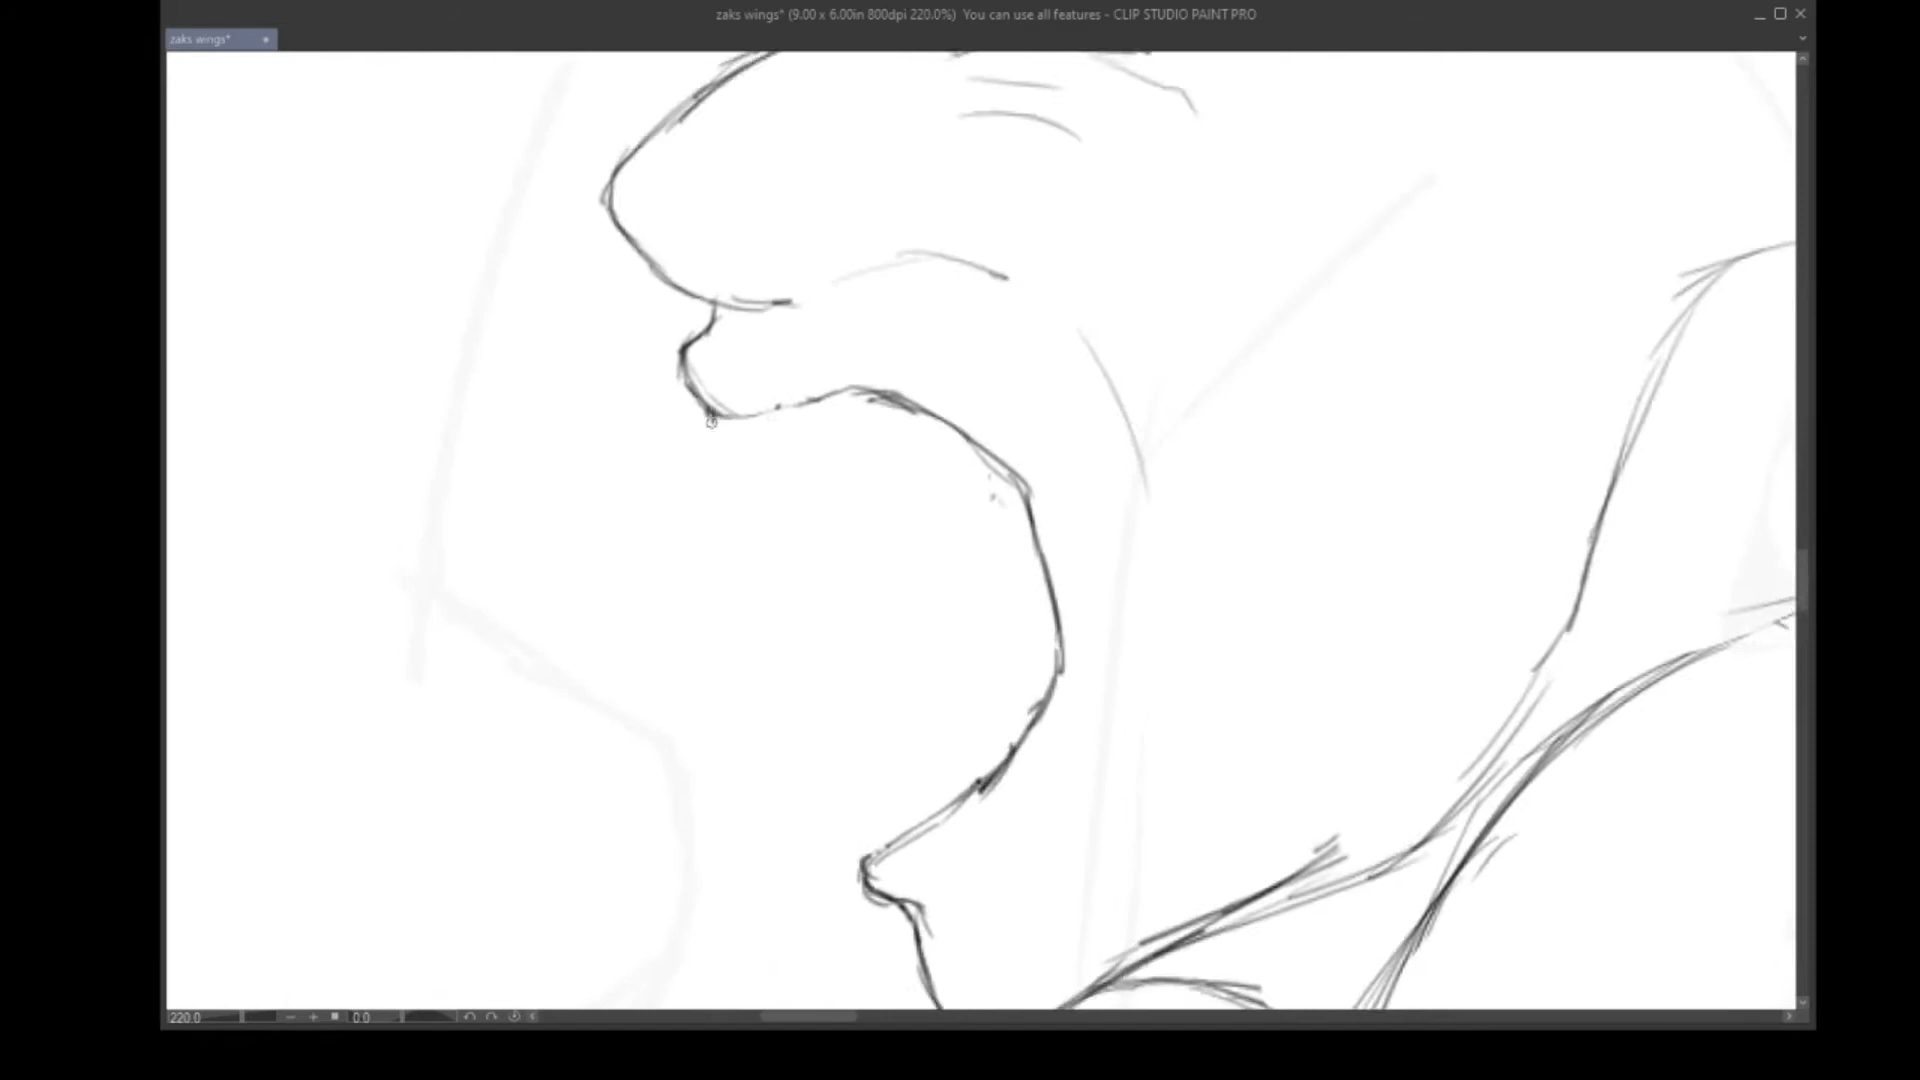 zaks wings* (9.00 x 6.00in 800dpi 220.0%)  You can use all features - CLIP STUDIO PAINT PRO
zaks wings*
220.0
0.0